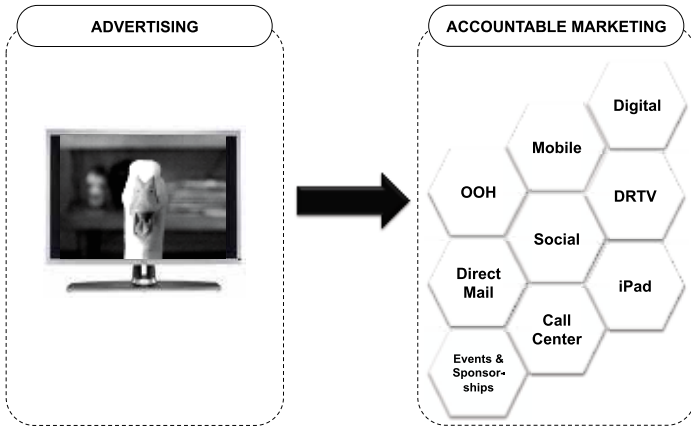 ADVERTISING
ACCOUNTABLE MARKETING
Digital
Mobile
OOH
DRTV
Social
Direct
Mail
iPad
Call
Center
Events &
Sponsor-
ships